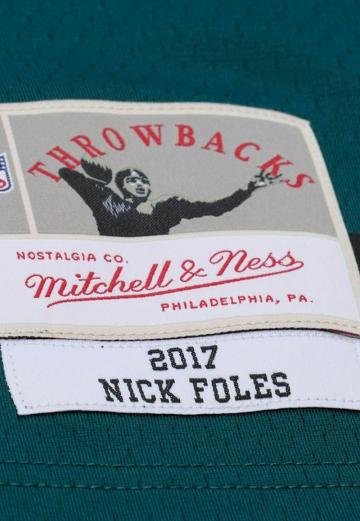 THROWBACKS
NOSTALGIA CO.
Mitchell & Ness
PHILADELPHIA, PA.
2017
NICK FOLES